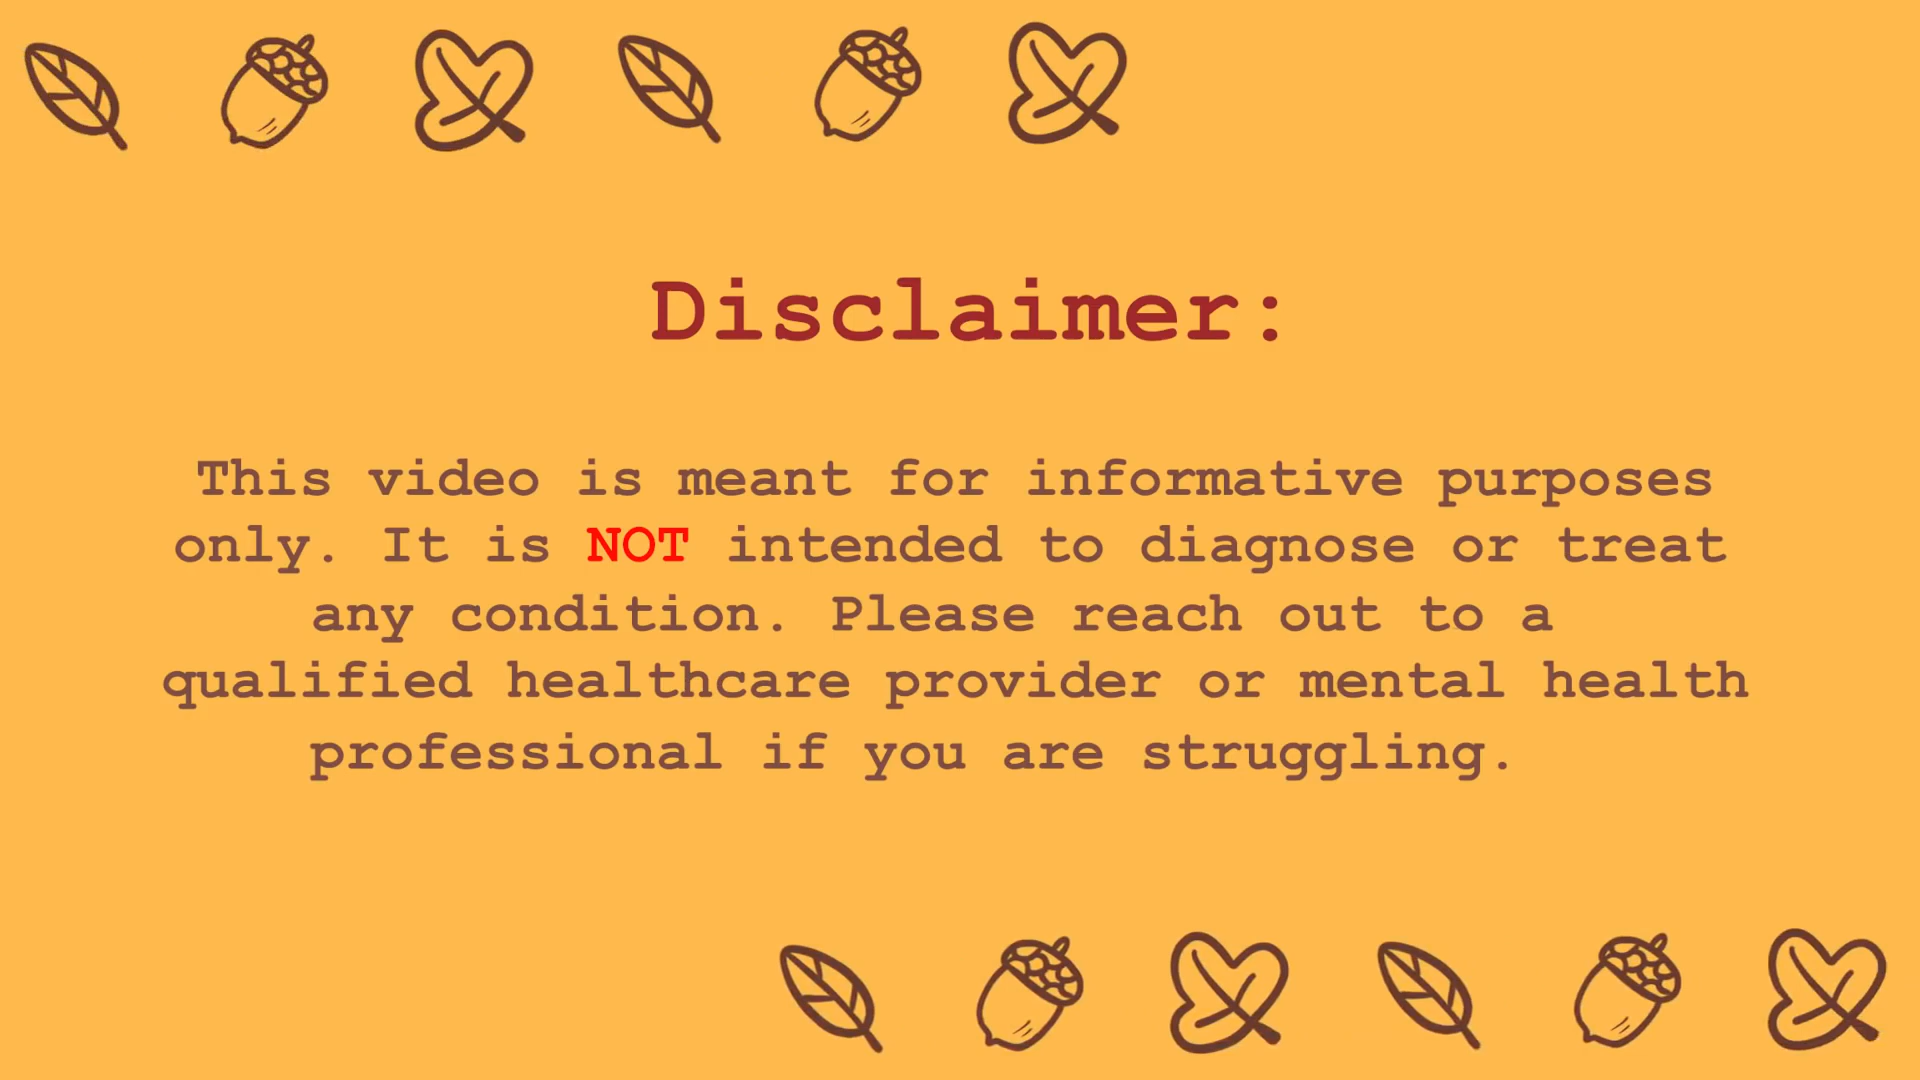 Disclaimer:
This video is meant for informative purposes
only. It is NOT intended to diagnose or treat
any condition. Please reach out to a
qualified healthcare provider or mental health
professional if you are struggling.